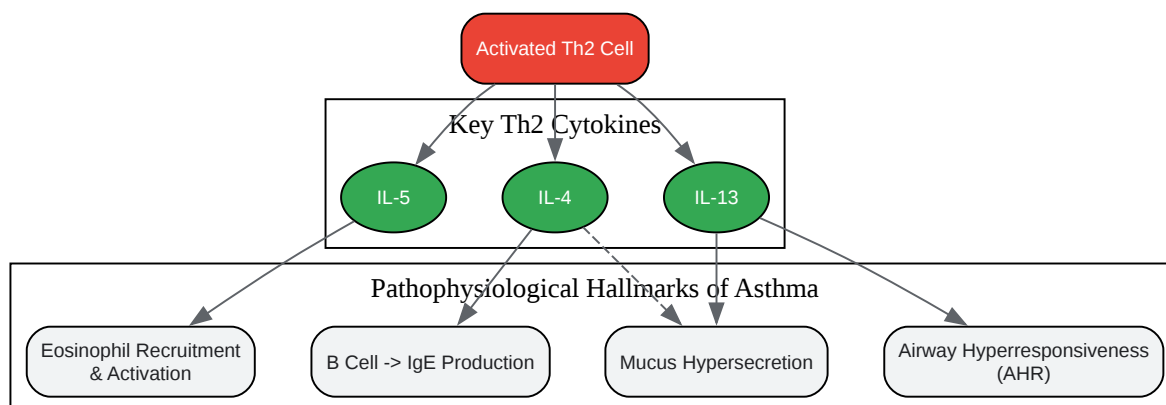 Activated Th2 Cell
Key Th2 Cytokines
IL-5
IL-4
IL-13
Pathophysiological Hallmarks of Asthma
Eosinophil Recruitment
& Activation
B Cell -> IgE Production
Mucus Hypersecretion
Airway Hyperresponsiveness
(AHR)